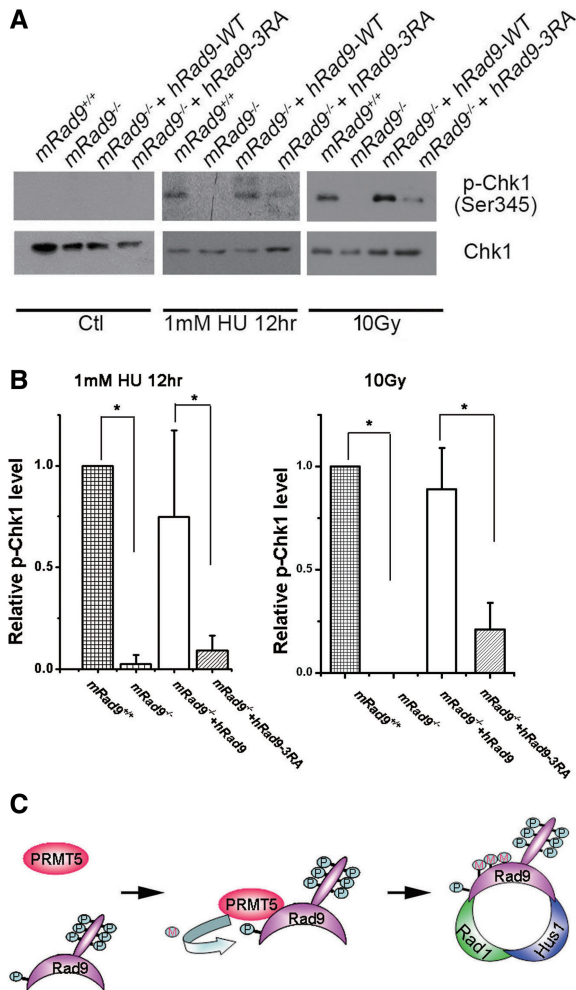 A
mRad9+/+
mRad9-/-
mRad9-/- + hRad9-WT
mRad9-/- + hRad9-3RA
mRad9+/+
mRad9-/-
mRad9-/- + hRad9-WT
mRad9-/- + hRad9-3RA
mRad9+/+
mRad9-/-
mRad9-/- + hRad9-WT
mRad9-/- + hRad9-3RA
p-Chk1
(Ser345)
Chk1
Ctl
1mM HU 12hr
10Gy
B
1mM HU 12hr
Relative p-Chk1 level
1.0
0.5
0.0
*
*
mRad9+/+
mRad9-/-
mRad9-/-+hRad9
mRad9-/-+hRad9-3RA
10Gy
Relative p-Chk1 level
1.0
0.5
0.0
*
*
mRad9+/+
mRad9-/-
mRad9-/-+hRad9
mRad9-/-+hRad9-3RA
C
PRMT5
P P P P P P
P
Rad9
PRMT5
M
P P P P P P
P
Rad9
P P P P P P
M M M
P
Rad9
Rad1
Hus1